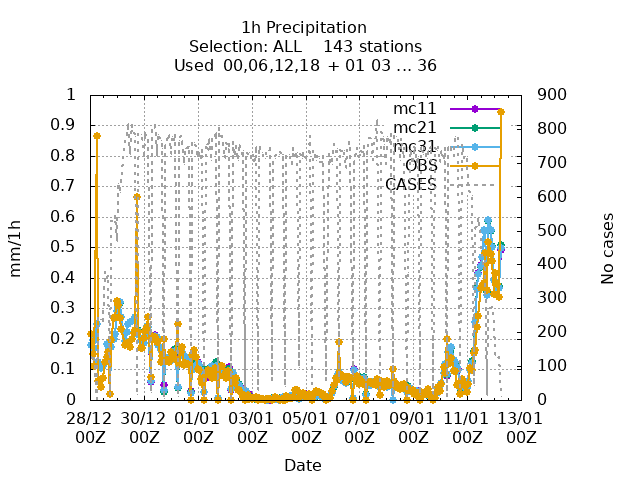 1h Precipitation
Selection: ALL 143 stations
Used 00,06,12,18 + 01 03 ... 36
mm/1h
1
0.9
0.8
0.7
0.6
0.5
0.4
0.3
0.2
0.1
0
900
800
700
600
500
400
300
200
100
0
No cases
mc11
mc21
mc31
OBS
CASES
28/12 30/12 01/01 03/01 05/01 07/01 09/01 11/01 13/01
00Z 00Z 00Z 00Z 00Z 00Z 00Z 00Z 00Z
Date